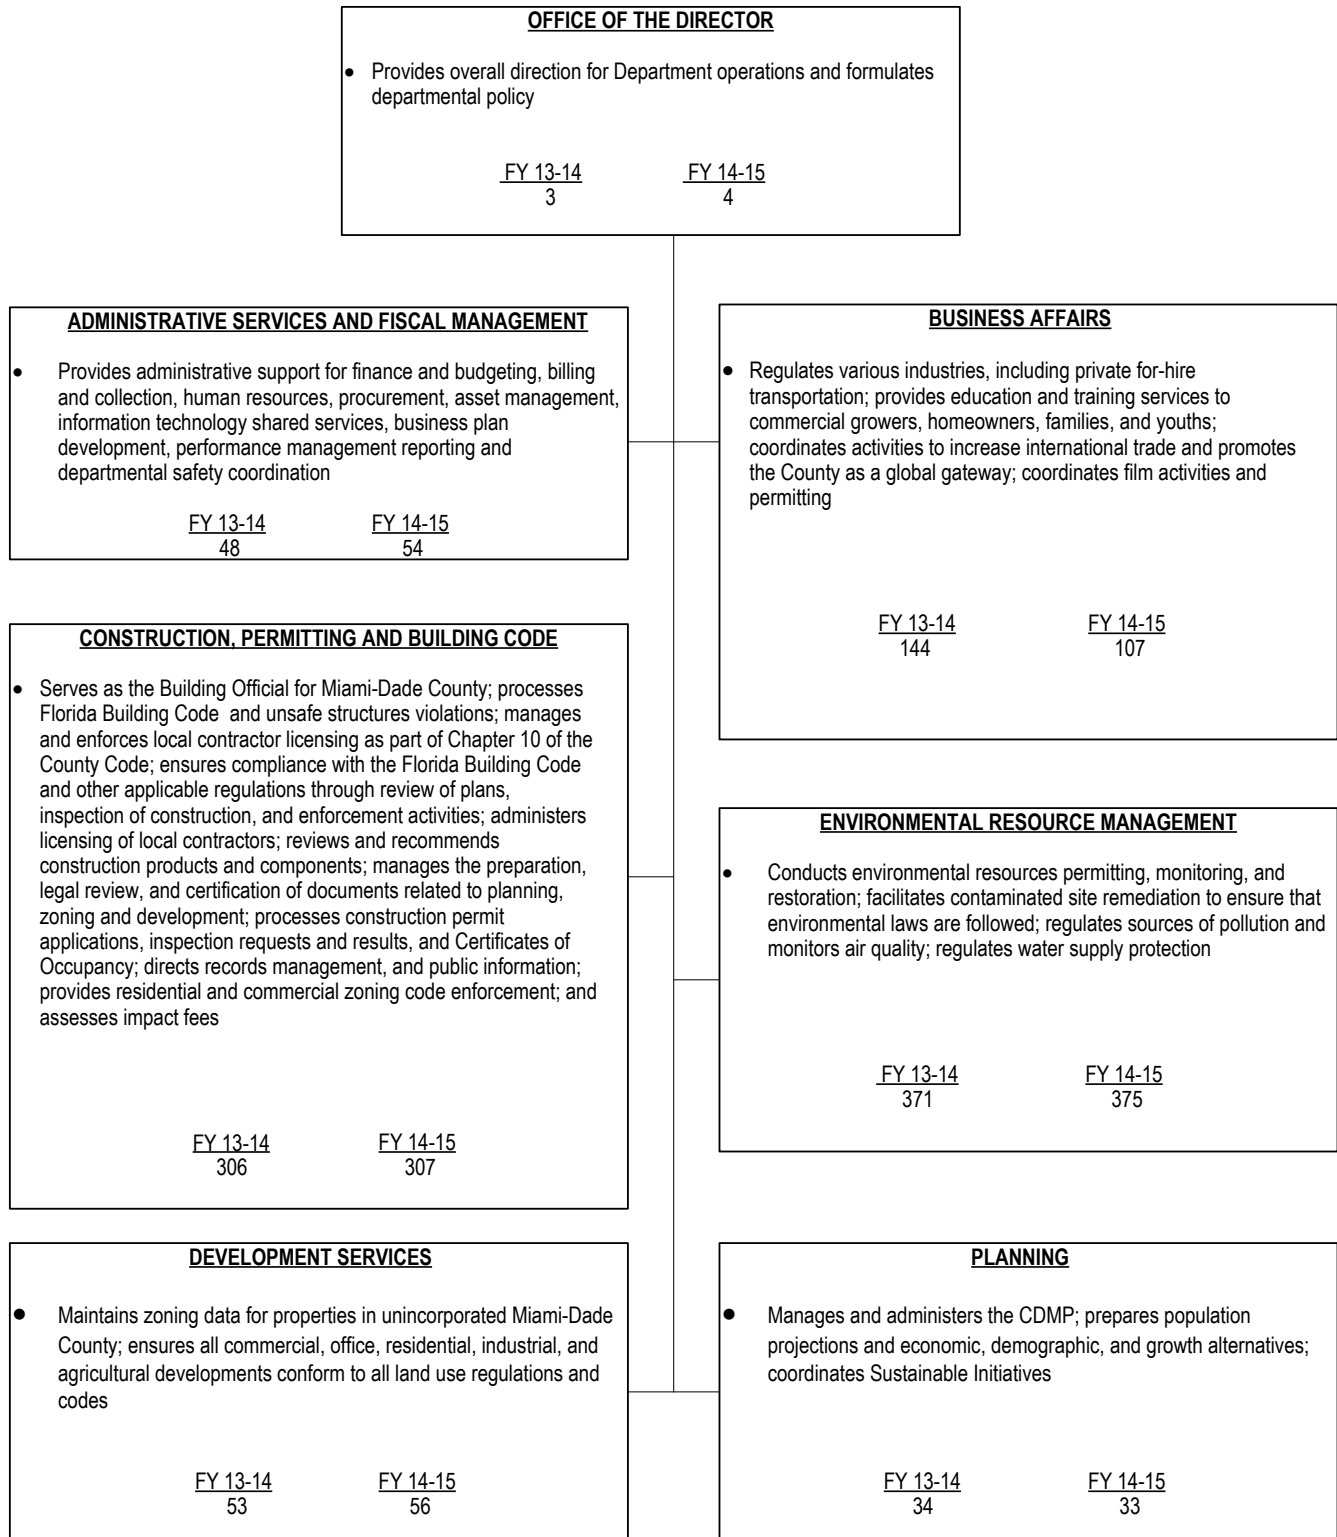 OFFICE OF THE DIRECTOR
• Provides overall direction for Department operations and formulates
departmental policy
FY 13-14 FY 14-15
3 4
ADMINISTRATIVE SERVICES AND FISCAL MANAGEMENT
• Provides administrative support for finance and budgeting, billing
and collection, human resources, procurement, asset management,
information technology shared services, business plan
development, performance management reporting and
departmental safety coordination
FY 13-14 FY 14-15
48 54
BUSINESS AFFAIRS
• Regulates various industries, including private for-hire
transportation; provides education and training services to
commercial growers, homeowners, families, and youths;
coordinates activities to increase international trade and promotes
the County as a global gateway; coordinates film activities and
permitting
FY 13-14 FY 14-15
144 107
CONSTRUCTION, PERMITTING AND BUILDING CODE
• Serves as the Building Official for Miami-Dade County; processes
Florida Building Code and unsafe structures violations; manages
and enforces local contractor licensing as part of Chapter 10 of the
County Code; ensures compliance with the Florida Building Code
and other applicable regulations through review of plans,
inspection of construction, and enforcement activities; administers
licensing of local contractors; reviews and recommends
construction products and components; manages the preparation,
legal review, and certification of documents related to planning,
zoning and development; processes construction permit
applications, inspection requests and results, and Certificates of
Occupancy; directs records management, and public information;
provides residential and commercial zoning code enforcement; and
assesses impact fees
FY 13-14 FY 14-15
306 307
ENVIRONMENTAL RESOURCE MANAGEMENT
• Conducts environmental resources permitting, monitoring, and
restoration; facilitates contaminated site remediation to ensure that
environmental laws are followed; regulates sources of pollution and
monitors air quality; regulates water supply protection
FY 13-14 FY 14-15
371 375
DEVELOPMENT SERVICES
• Maintains zoning data for properties in unincorporated Miami-Dade
County; ensures all commercial, office, residential, industrial, and
agricultural developments conform to all land use regulations and
codes
FY 13-14 FY 14-15
53 56
PLANNING
• Manages and administers the CDMP; prepares population
projections and economic, demographic, and growth alternatives;
coordinates Sustainable Initiatives
FY 13-14 FY 14-15
34 33